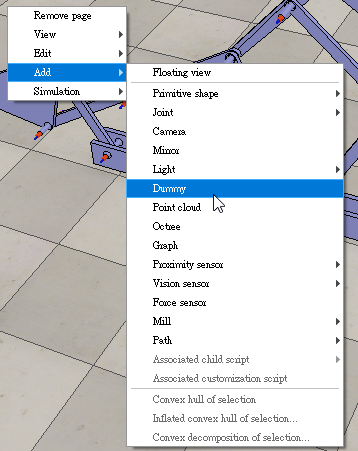 Remove page
View
Edit
Add
Simulation
Floating view
Primitive shape
Joint
Camera
Mirror
Light
Dummy
Point cloud
Octree
Graph
Proximity sensor
Vision sensor
Force sensor
Mill
Path
Associated child script
Associated customization script
Convex hull of selection
Inflated convex hull of selection...
Convex decomposition of selection...